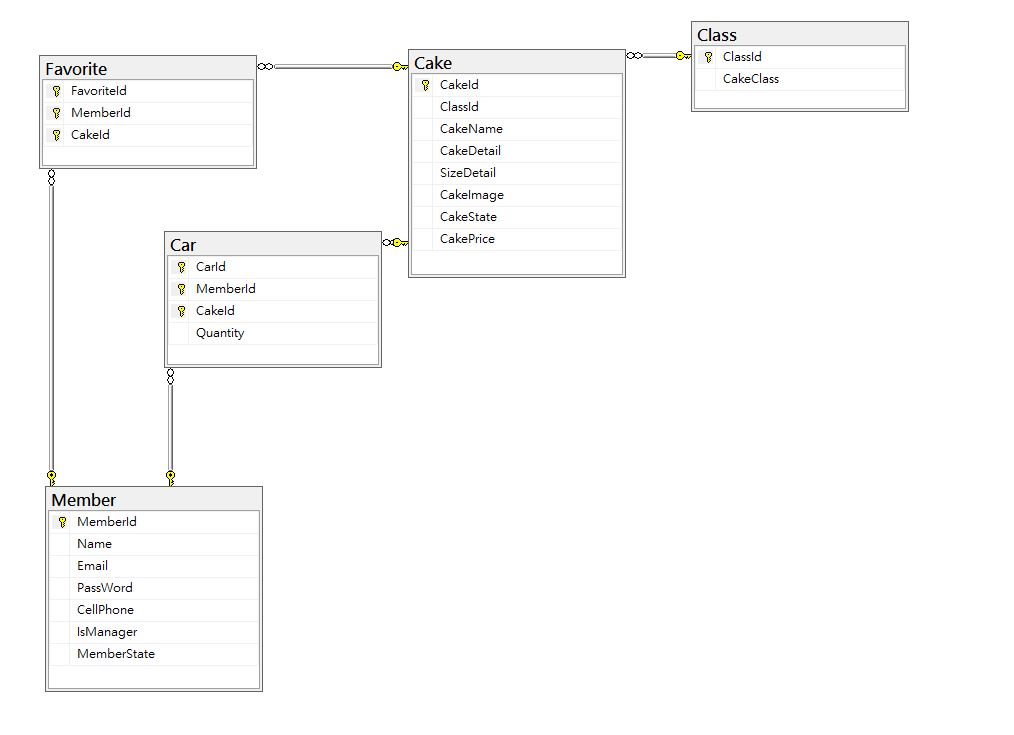 Favorite
FavoriteId
MemberId
CakeId
Cake
CakeId
ClassId
CakeName
CakeDetail
SizeDetail
CakeImage
CakeState
CakePrice
Class
ClassId
CakeClass
Car
CarId
MemberId
CakeId
Quantity
Member
MemberId
Name
Email
PassWord
CellPhone
IsManager
MemberState